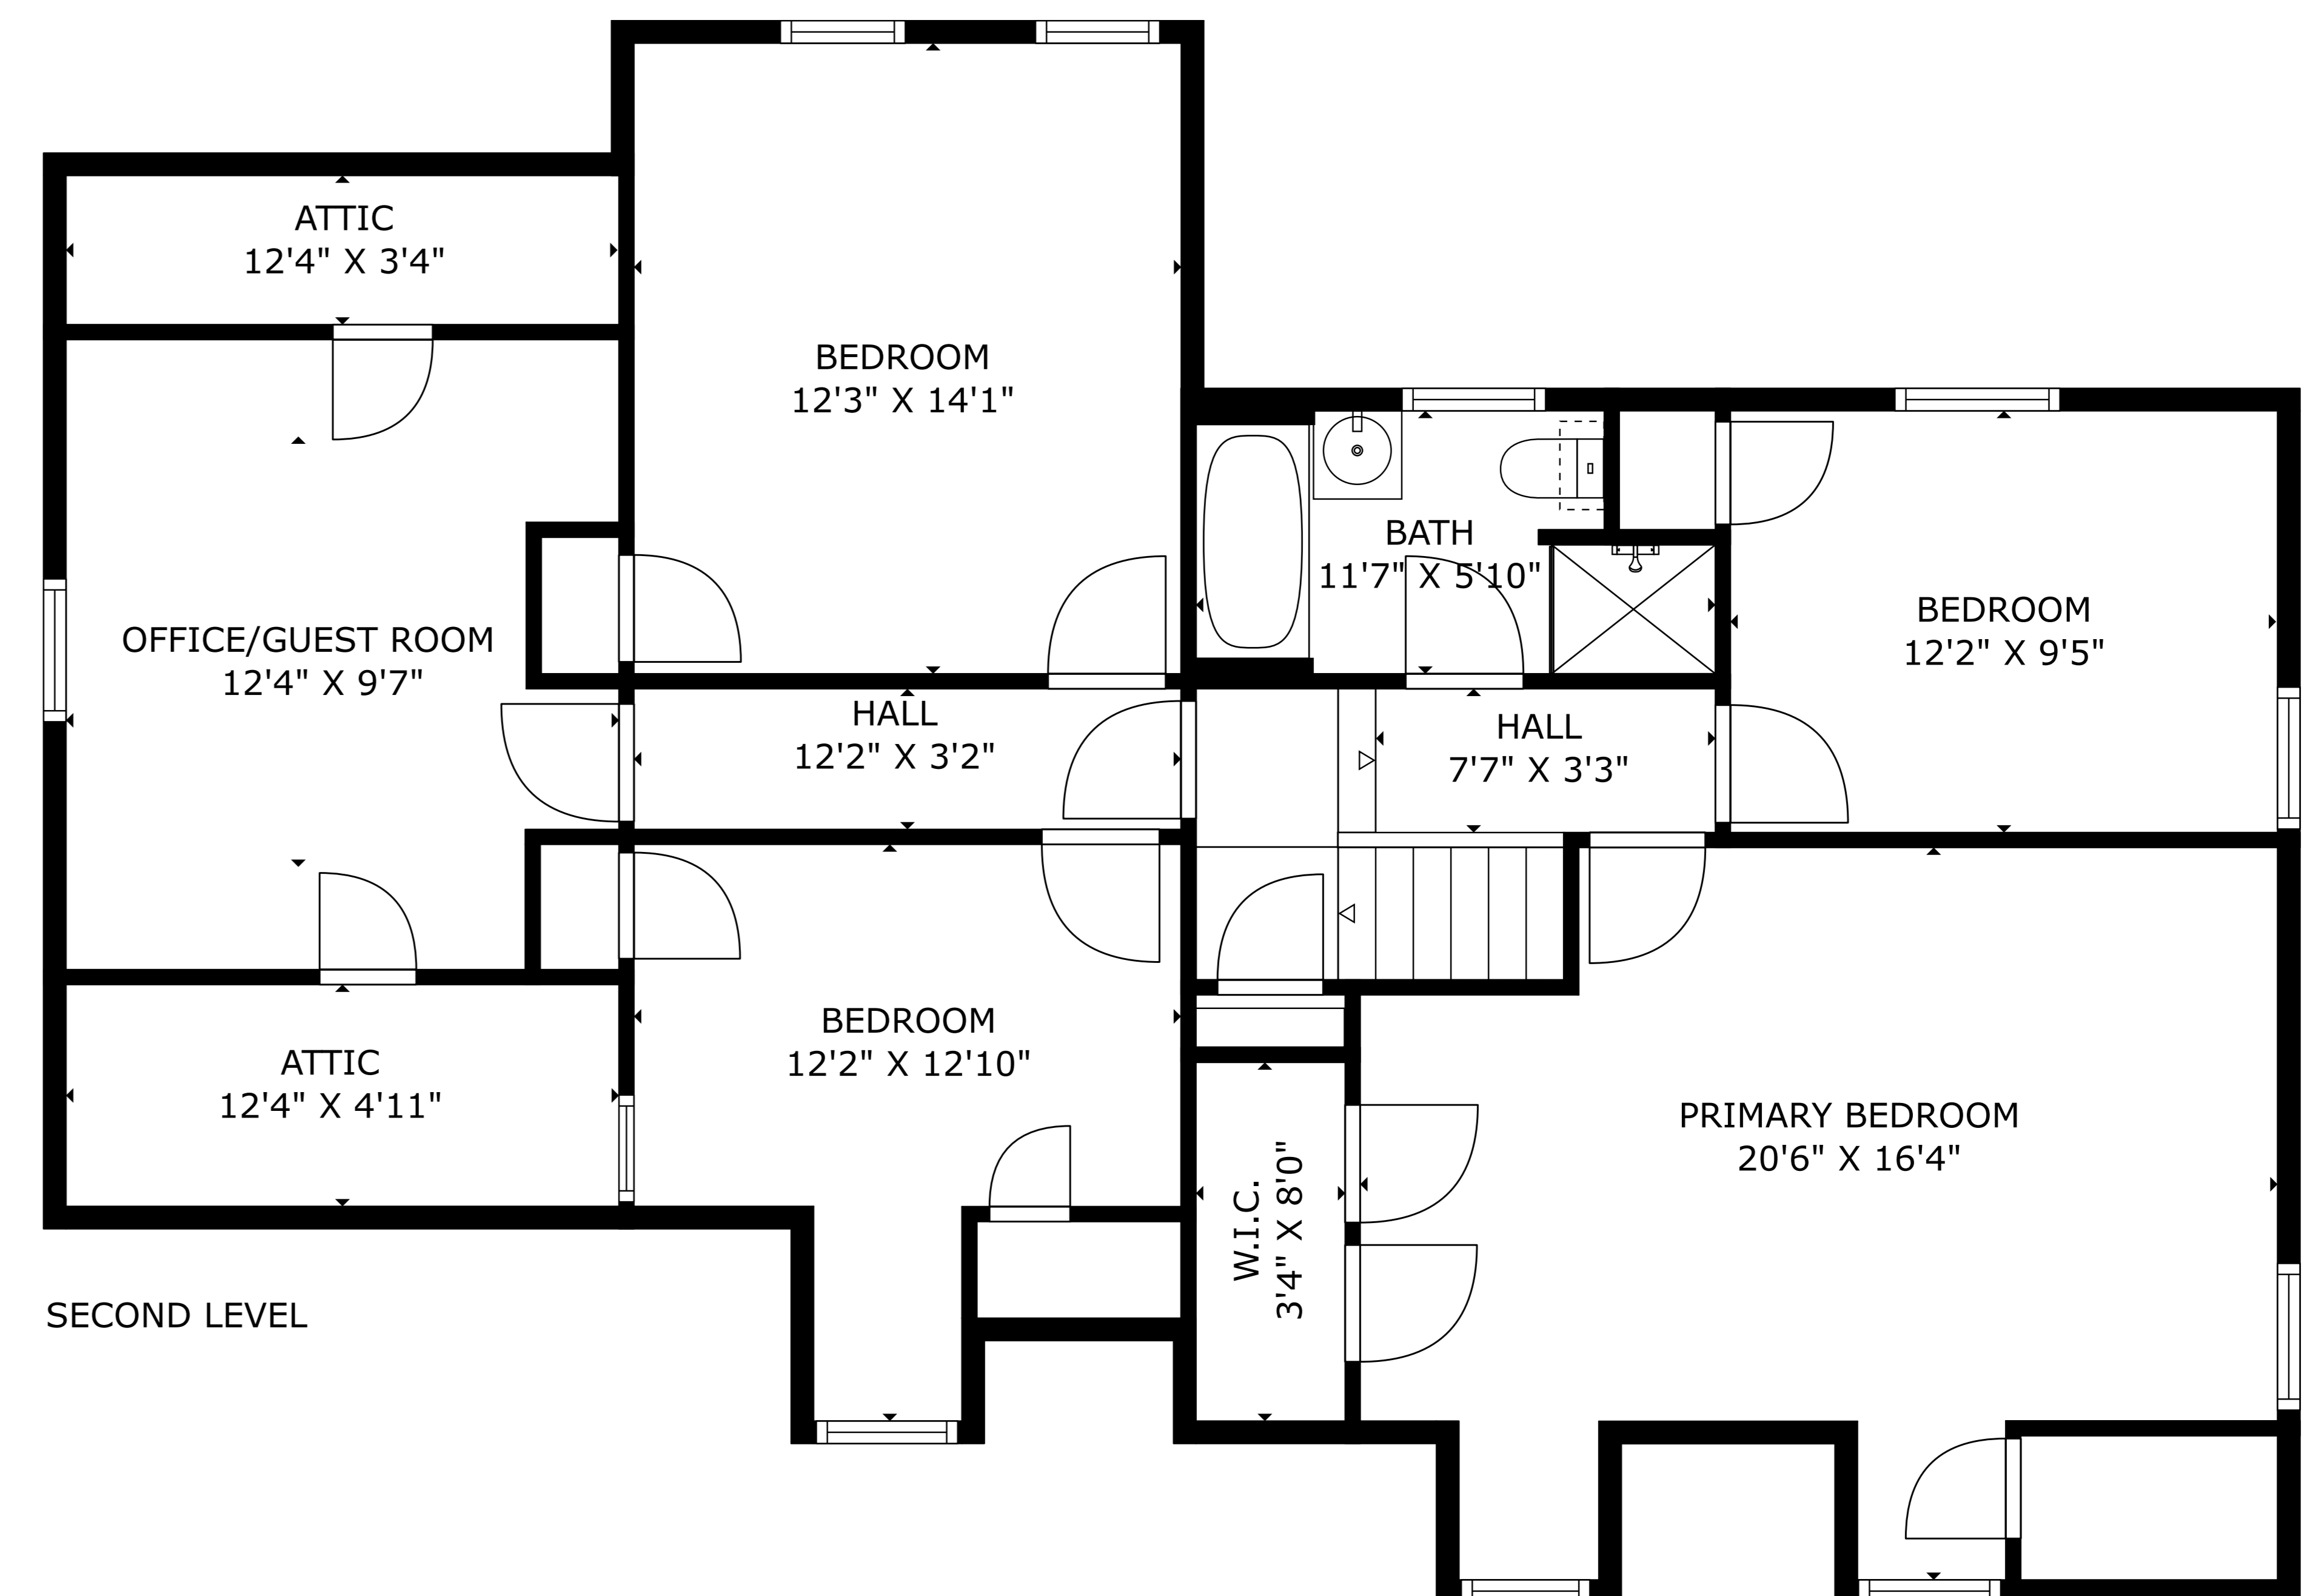 ATTIC
12'4" X 3'4"
BEDROOM
12'3" X 14'1"
BATH
11'7" X 5'10"
BEDROOM
12'2" X 9'5"
OFFICE/GUEST ROOM
12'4" X 9'7"
HALL
12'2" X 3'2"
HALL
7'7" X 3'3"
ATTIC
12'4" X 4'11"
BEDROOM
12'2" X 12'10"
W.I.C.
3'4" X 8'0"
PRIMARY BEDROOM
20'6" X 16'4"
SECOND LEVEL